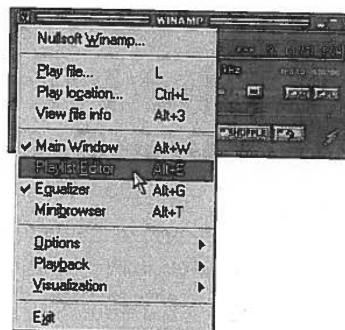 WINAMP
Nullsoft Winamp...
Play file... L
Play location... Ctrl+L
View file info Alt+3
Main Window Alt+W
Playlist Editor Alt+E
Equalizer Alt+G
Minibrowser Alt+T
Options
Playback
Visualization
Exit
SHUFFLE